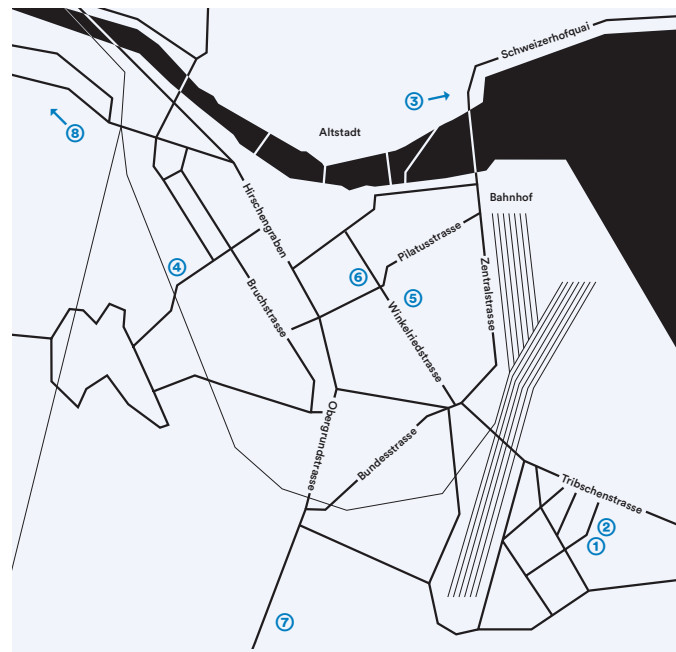 Schweizerhofquai
3
8
Altstadt
Bahnhof
Hirschengraben
Pilatusstrasse
4
6
5
Zentralstrasse
Bruchstrasse
Winkelriedstrasse
Obergrundstrasse
Bundesstrasse
Tribschenstrasse
2
1
7